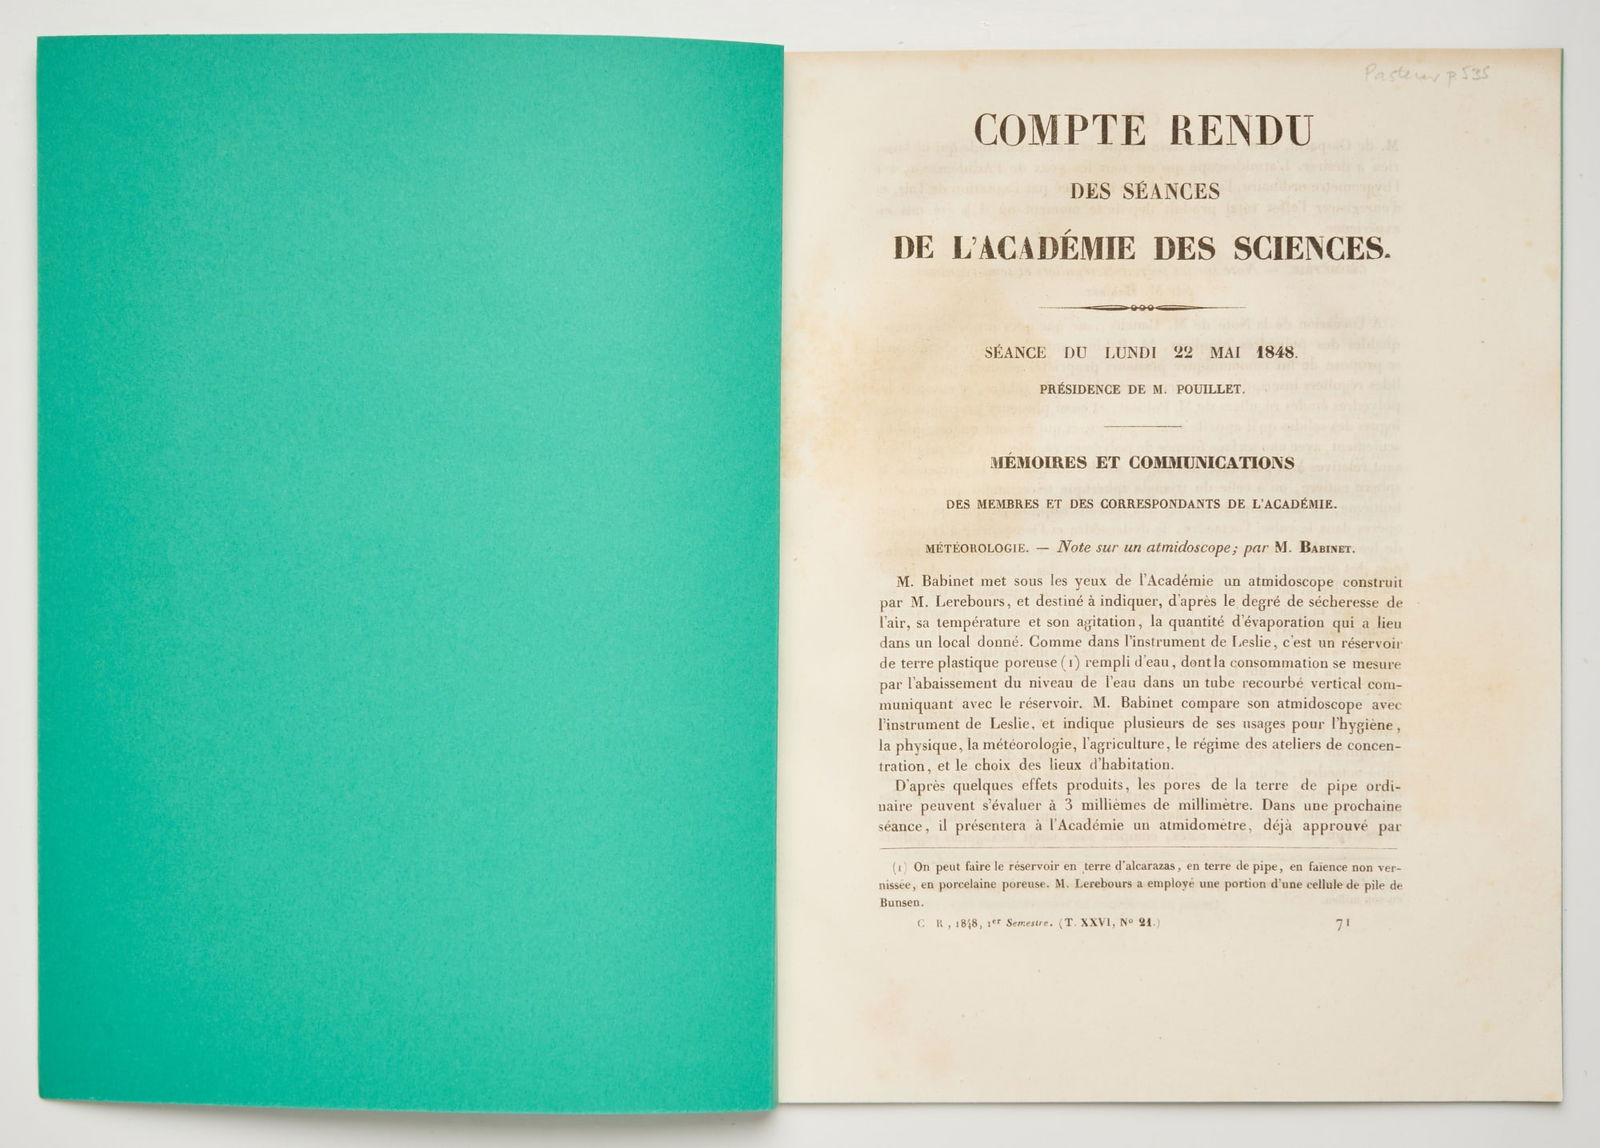 Pasteur p 535
COMPTE RENDU
DES SÉANCES
DE L'ACADÉMIE DES SCIENCES.
SÉANCE DU LUNDI 22 MAI 1848.
PRÉSIDENCE DE M. POUILLET.
MÉMOIRES ET COMMUNICATIONS
DES MEMBRES ET DES CORRESPONDANTS DE L'ACADÉMIE.
MÉTÉOROLOGIE. — Note sur un atmidoscope; par M. BABINET.
M. Babinet met sous les yeux de l'Académie un atmidoscope construit
par M. Lerebours, et destiné à indiquer, d'après le degré de sécheresse de
l'air, sa température et son agitation, la quantité d'évaporation qui a lieu
dans un local donné. Comme dans l'instrument de Leslie, c'est un réservoir
de terre plastique poreuse (1) rempli d'eau, dont la consommation se mesure
par l'abaissement du niveau de l'eau dans un tube recourbé vertical com-
muniquant avec le réservoir. M. Babinet compare son atmidoscope avec
l'instrument de Leslie, et indique plusieurs de ses usages pour l'hygiène,
la physique, la météorologie, l'agriculture, le régime des ateliers de concen-
tration, et le choix des lieux d'habitation.
D'après quelques effets produits, les pores de la terre de pipe ordi-
naire peuvent s'évaluer à 3 millièmes de millimètre. Dans une prochaine
séance, il présentera à l'Académie un atmidomètre, déjà approuvé par
(1) On peut faire le réservoir en terre d'alcarazas, en terre de pipe, en faïence non ver-
nissée, en porcelaine poreuse. M. Lerebours a employé une portion d'une cellule de pile de
Bunsen.
C R, 1848, 1er Semestre. (T. XXVI, No 21.) 71